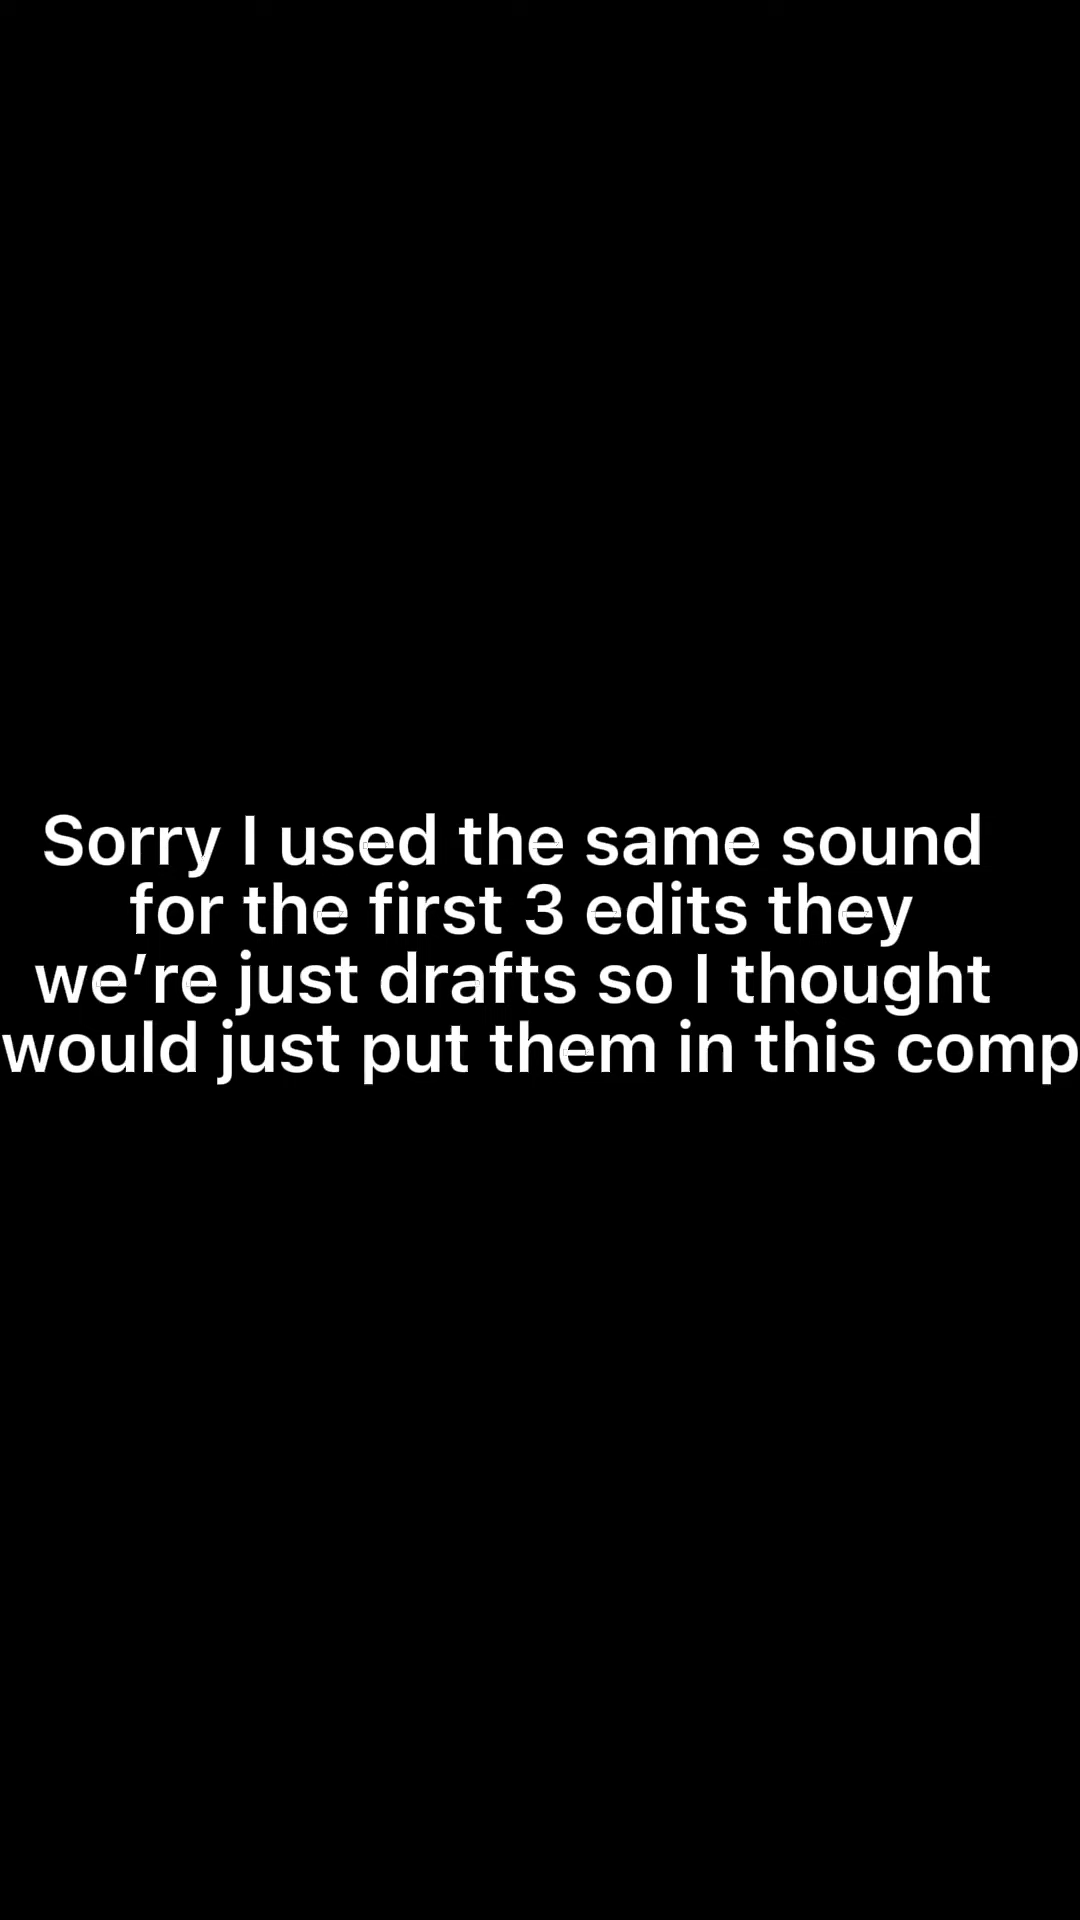 Sorry I used the same sound
for the first 3 edits they
we’re just drafts so I thought
would just put them in this comp